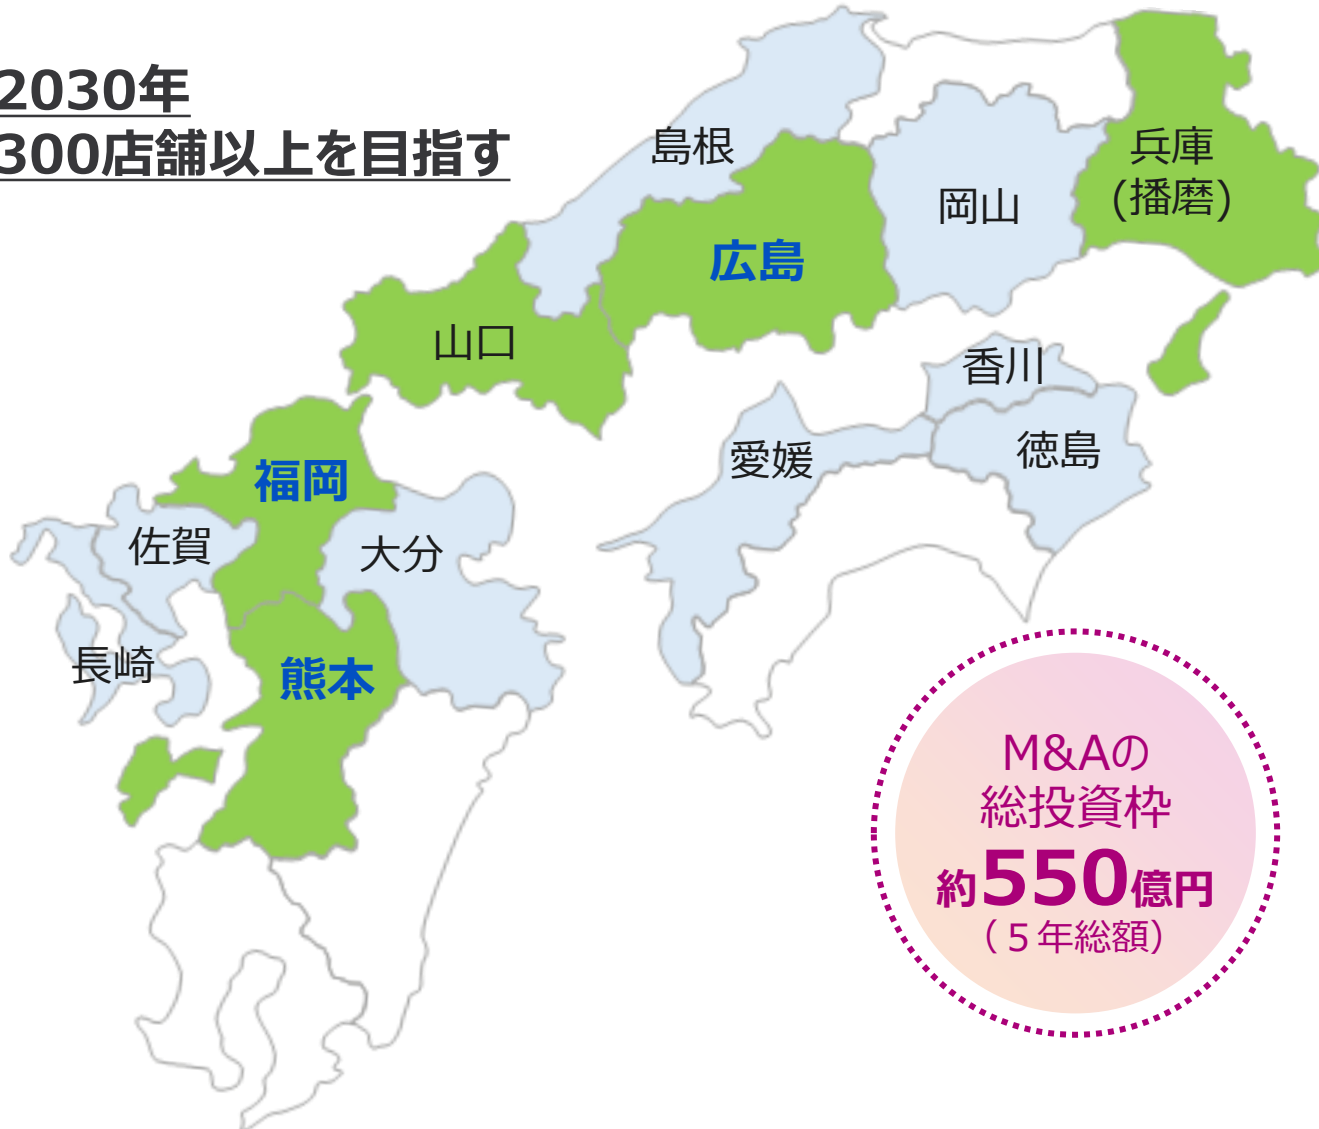 2030年
300店舗以上を目指す
島根
兵庫
(播磨)
岡山
広島
山口
香川
愛媛
徳島
福岡
佐賀
大分
長崎
熊本
M&Aの
総投資枠
約550億円
（５年総額）